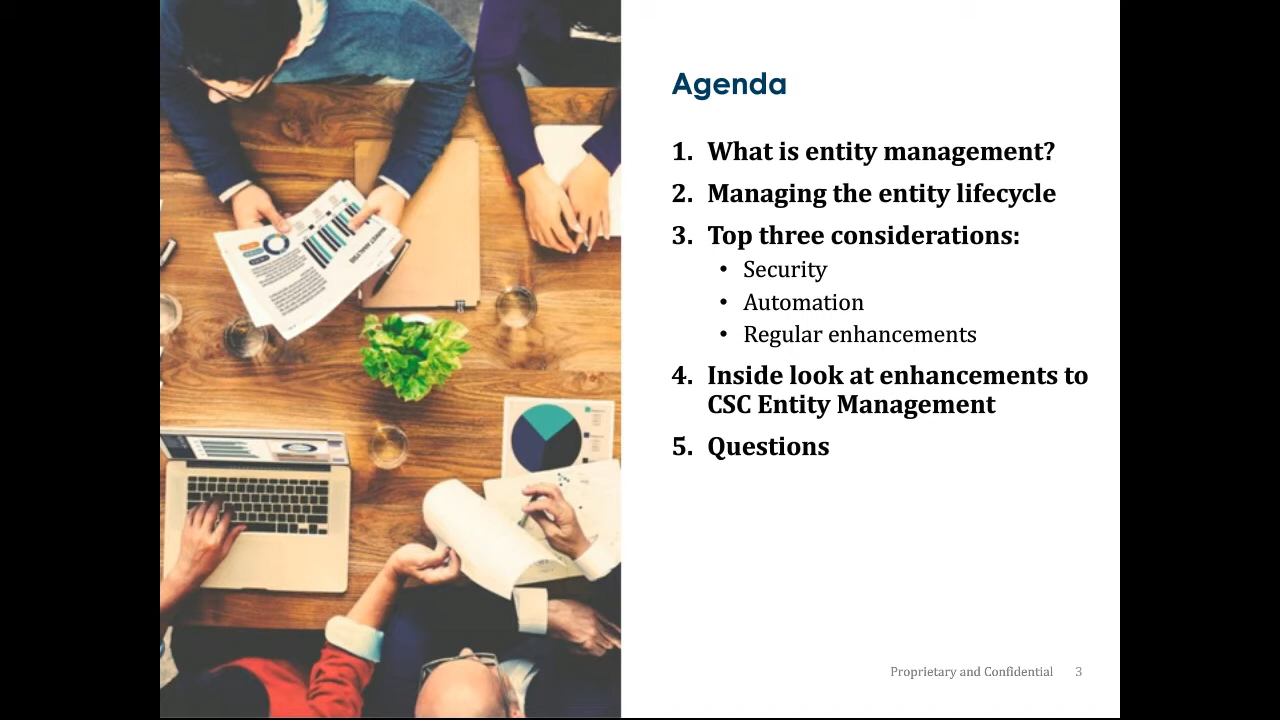 Agenda
1. What is entity management?
2. Managing the entity lifecycle
3. Top three considerations:
• Security
• Automation
• Regular enhancements
4. Inside look at enhancements to
CSC Entity Management
5. Questions
Proprietary and Confidential 3